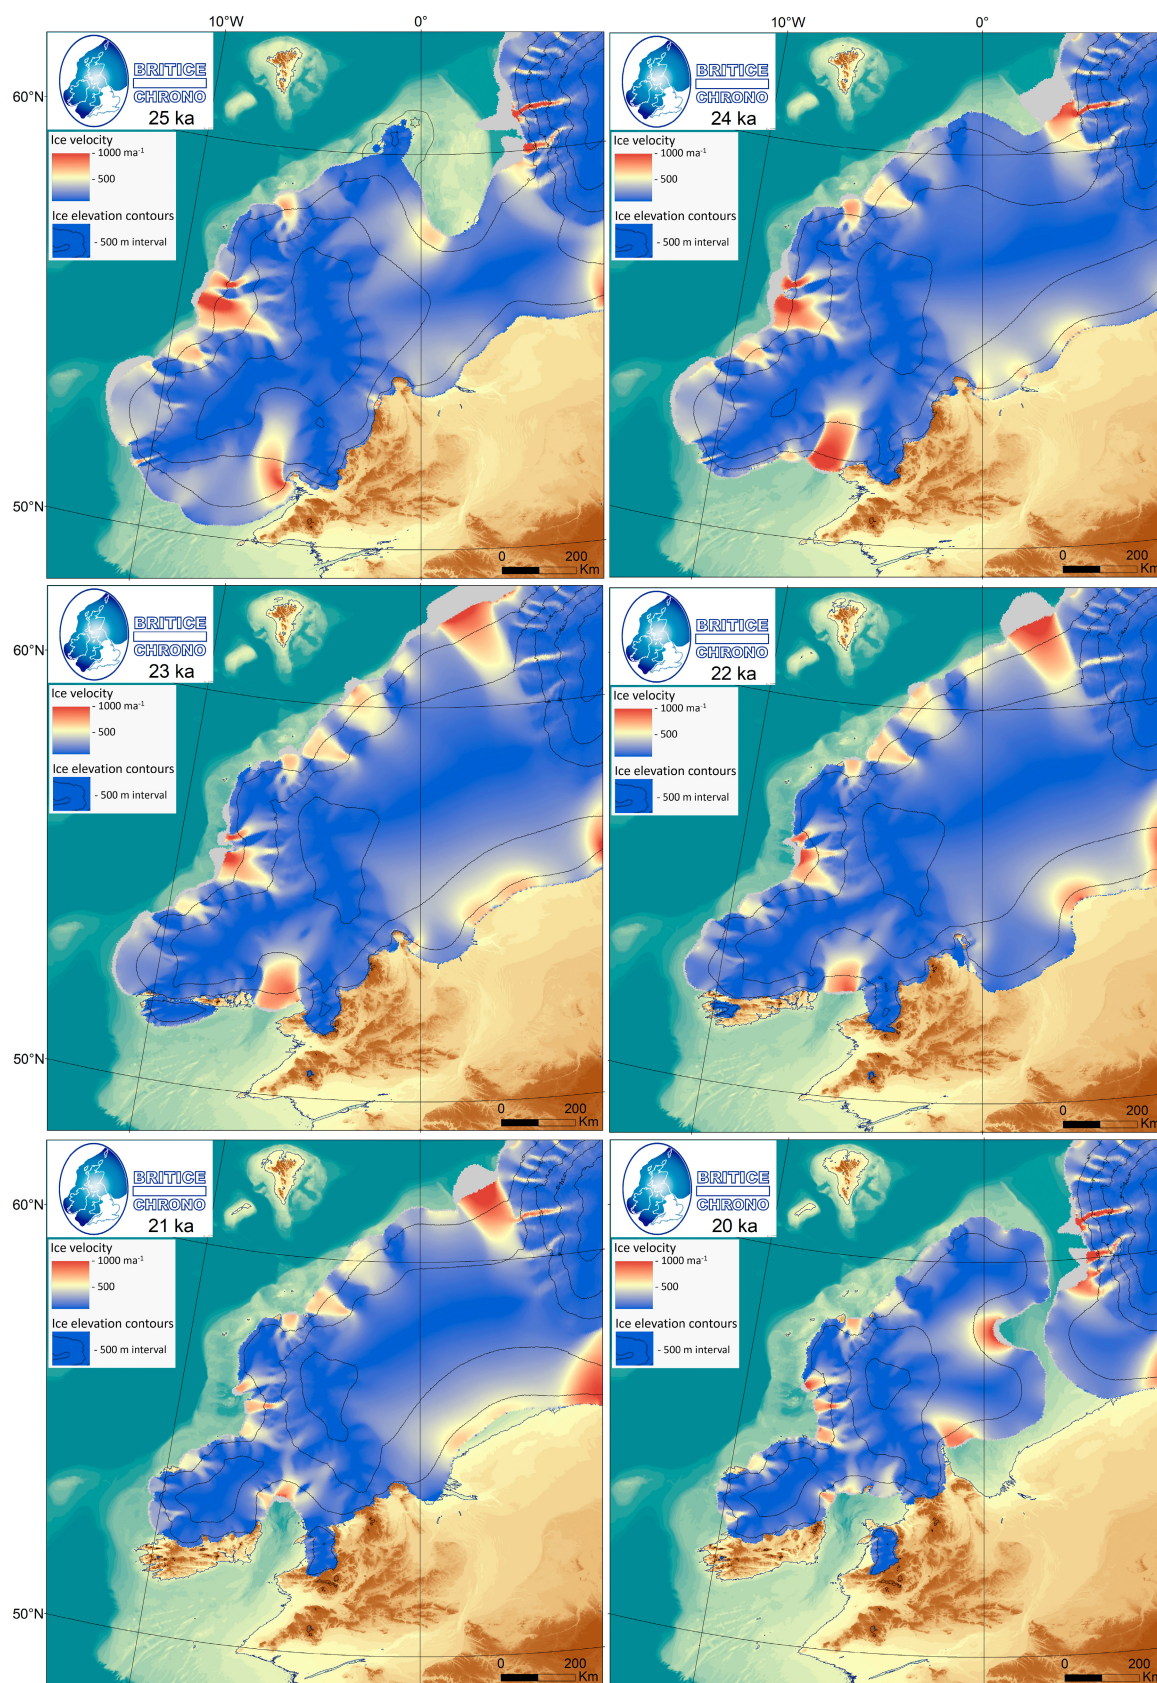 10°W 0° 10°W 0°
60°N
BRITICE
CHRONO
25 ka
Ice velocity
- 1000 ma-1
- 500
Ice elevation contours
- 500 m interval
50°N
0 200
Km
BRITICE
CHRONO
24 ka
Ice velocity
- 1000 ma-1
- 500
Ice elevation contours
- 500 m interval
0 200
Km
60°N
BRITICE
CHRONO
23 ka
Ice velocity
- 1000 ma-1
- 500
Ice elevation contours
- 500 m interval
50°N
0 200
Km
BRITICE
CHRONO
22 ka
Ice velocity
- 1000 ma-1
- 500
Ice elevation contours
- 500 m interval
0 200
Km
60°N
BRITICE
CHRONO
21 ka
Ice velocity
- 1000 ma-1
- 500
Ice elevation contours
- 500 m interval
50°N
0 200
Km
BRITICE
CHRONO
20 ka
Ice velocity
- 1000 ma-1
- 500
Ice elevation contours
- 500 m interval
0 200
Km